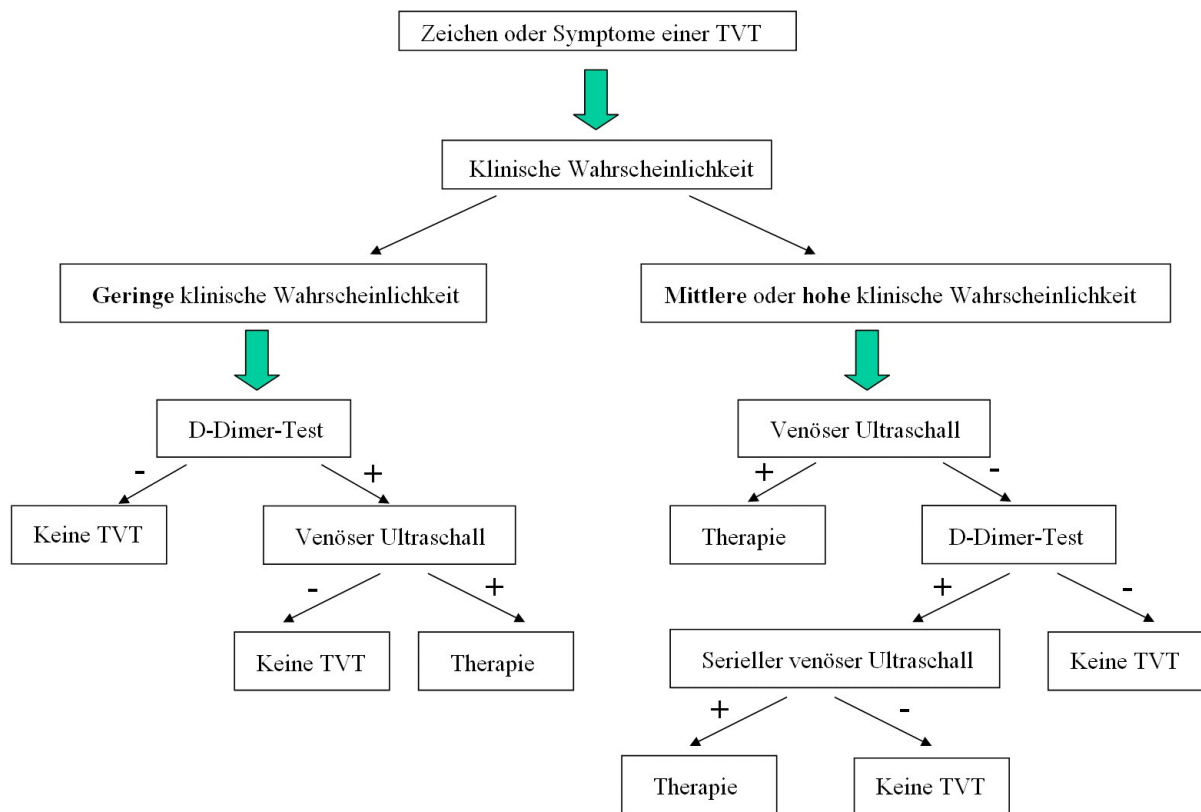 Zeichen oder Symptome einer TVT
Klinische Wahrscheinlichkeit
Geringe klinische Wahrscheinlichkeit
Mittlere oder hohe klinische Wahrscheinlichkeit
D-Dimer-Test
Venöser Ultraschall
-
+
+
-
Keine TVT
Venöser Ultraschall
Therapie
D-Dimer-Test
-
+
+
-
Keine TVT
Therapie
Serieller venöser Ultraschall
Keine TVT
+
-
Therapie
Keine TVT